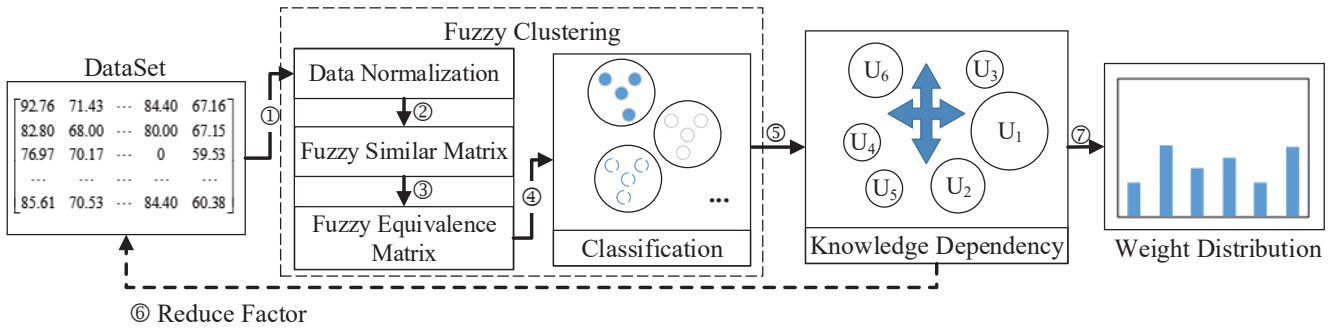 Fuzzy Clustering
DataSet
92.76 71.43 ··· 84.40 67.16
82.80 68.00 ··· 80.00 67.15
76.97 70.17 ··· 0 59.53
··· ··· ··· ··· ···
85.61 70.53 ··· 84.40 60.38
①
Data Normalization
②
Fuzzy Similar Matrix
③
Fuzzy Equivalence
Matrix
④
...
Classification
⑤
U6
U3
U1
U4
U5
U2
Knowledge Dependency
⑦
Weight Distribution
⑥ Reduce Factor